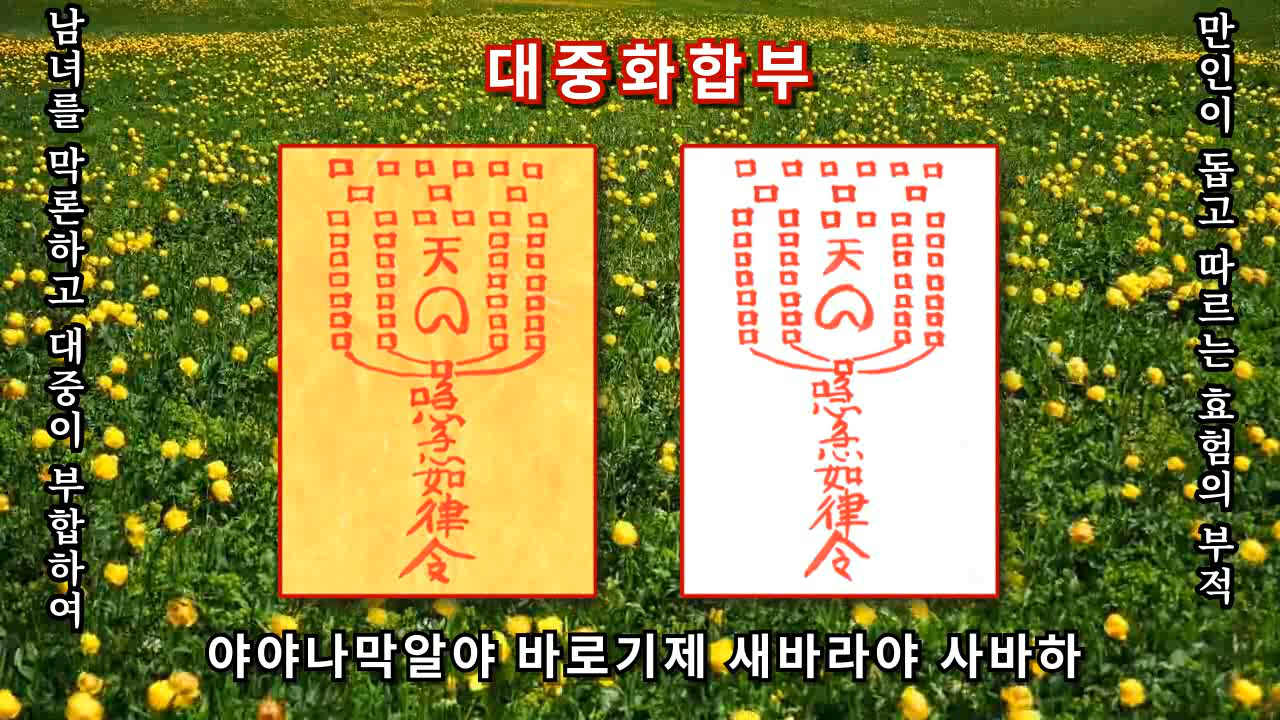 대중화합부
남녀를 막론하고 대중이 부합하여
만인이 돕고 따르는 효험의 부적
天
如
律
令
天
如
律
令
야야나막알야 바로기제 새바라야 사바하